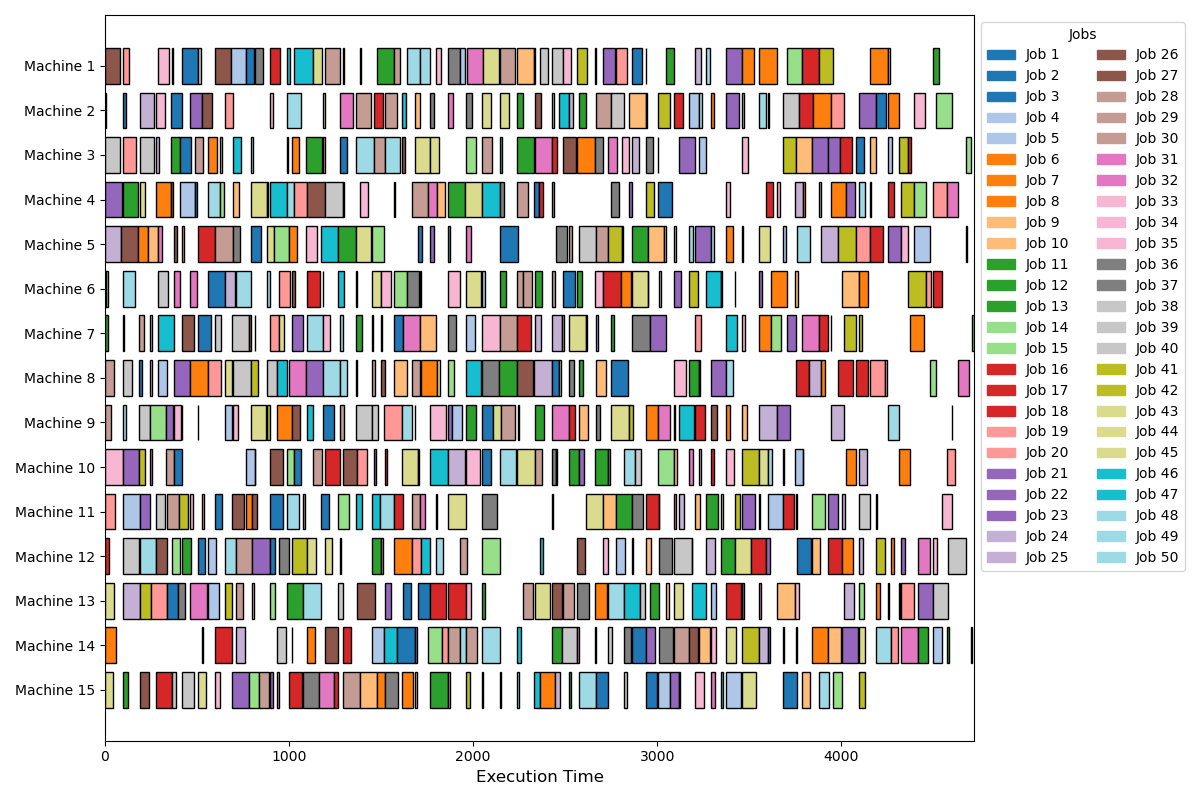 Machine 1
Machine 2
Machine 3
Machine 4
Machine 5
Machine 6
Machine 7
Machine 8
Machine 9
Machine 10
Machine 11
Machine 12
Machine 13
Machine 14
Machine 15
0 1000 2000 3000 4000
Execution Time
Jobs
Job 1 Job 26
Job 2 Job 27
Job 3 Job 28
Job 4 Job 29
Job 5 Job 30
Job 6 Job 31
Job 7 Job 32
Job 8 Job 33
Job 9 Job 34
Job 10 Job 35
Job 11 Job 36
Job 12 Job 37
Job 13 Job 38
Job 14 Job 39
Job 15 Job 40
Job 16 Job 41
Job 17 Job 42
Job 18 Job 43
Job 19 Job 44
Job 20 Job 45
Job 21 Job 46
Job 22 Job 47
Job 23 Job 48
Job 24 Job 49
Job 25 Job 50